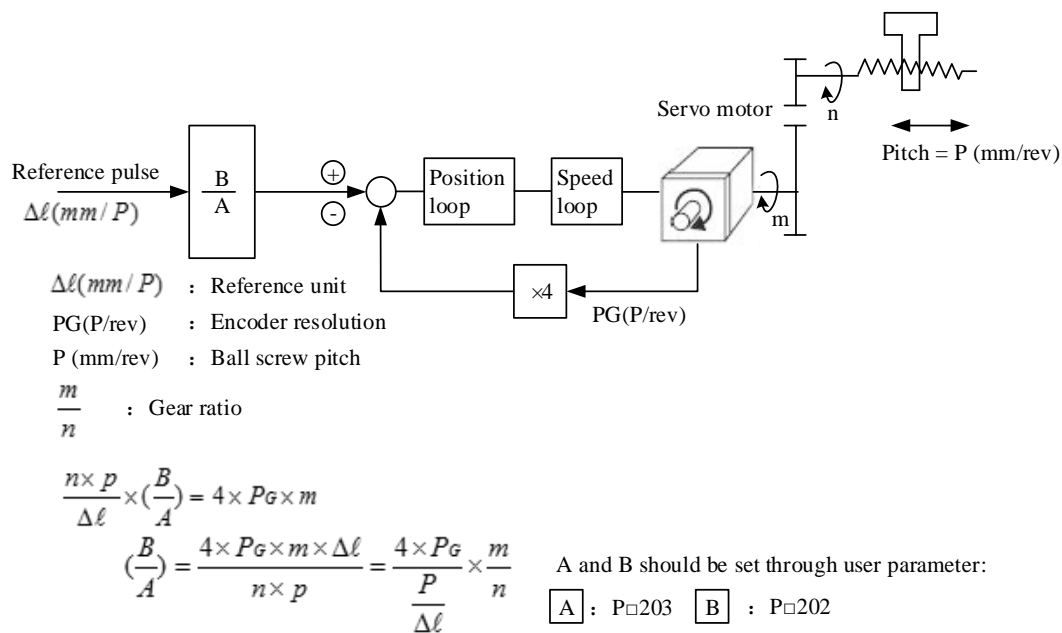 Servo motor
n
Pitch = P (mm/rev)
Reference pulse
Δℓ(mm/P)
B
A
+
-
Position
loop
Speed
loop
m
×4
PG(P/rev)
Δℓ(mm/P) : Reference unit
PG(P/rev) : Encoder resolution
P (mm/rev) : Ball screw pitch
m/n : Gear ratio
n×p/Δℓ × (B/A) = 4×PG×m
(B/A) = 4×PG×m×Δℓ/n×p = 4×PG/(P/Δℓ) × m/n
A and B should be set through user parameter:
A : P□203 B : P□202